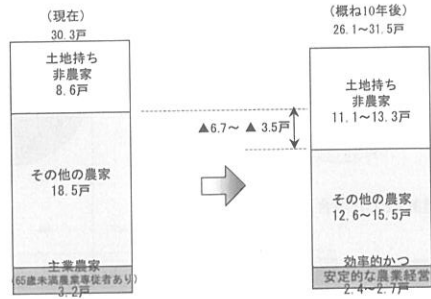 (現在)
30.3戸
土地持ち
非農家
8.6戸
その他の農家
18.5戸
主業農家
(65歳未満農業専従者あり)
3.2戸
▲6.7～ ▲ 3.5戸
(概ね10年後)
26.1～31.5戸
土地持ち
非農家
11.1～13.3戸
その他の農家
12.6～15.5戸
効率的かつ
安定的な農業経営
2.4～2.7戸